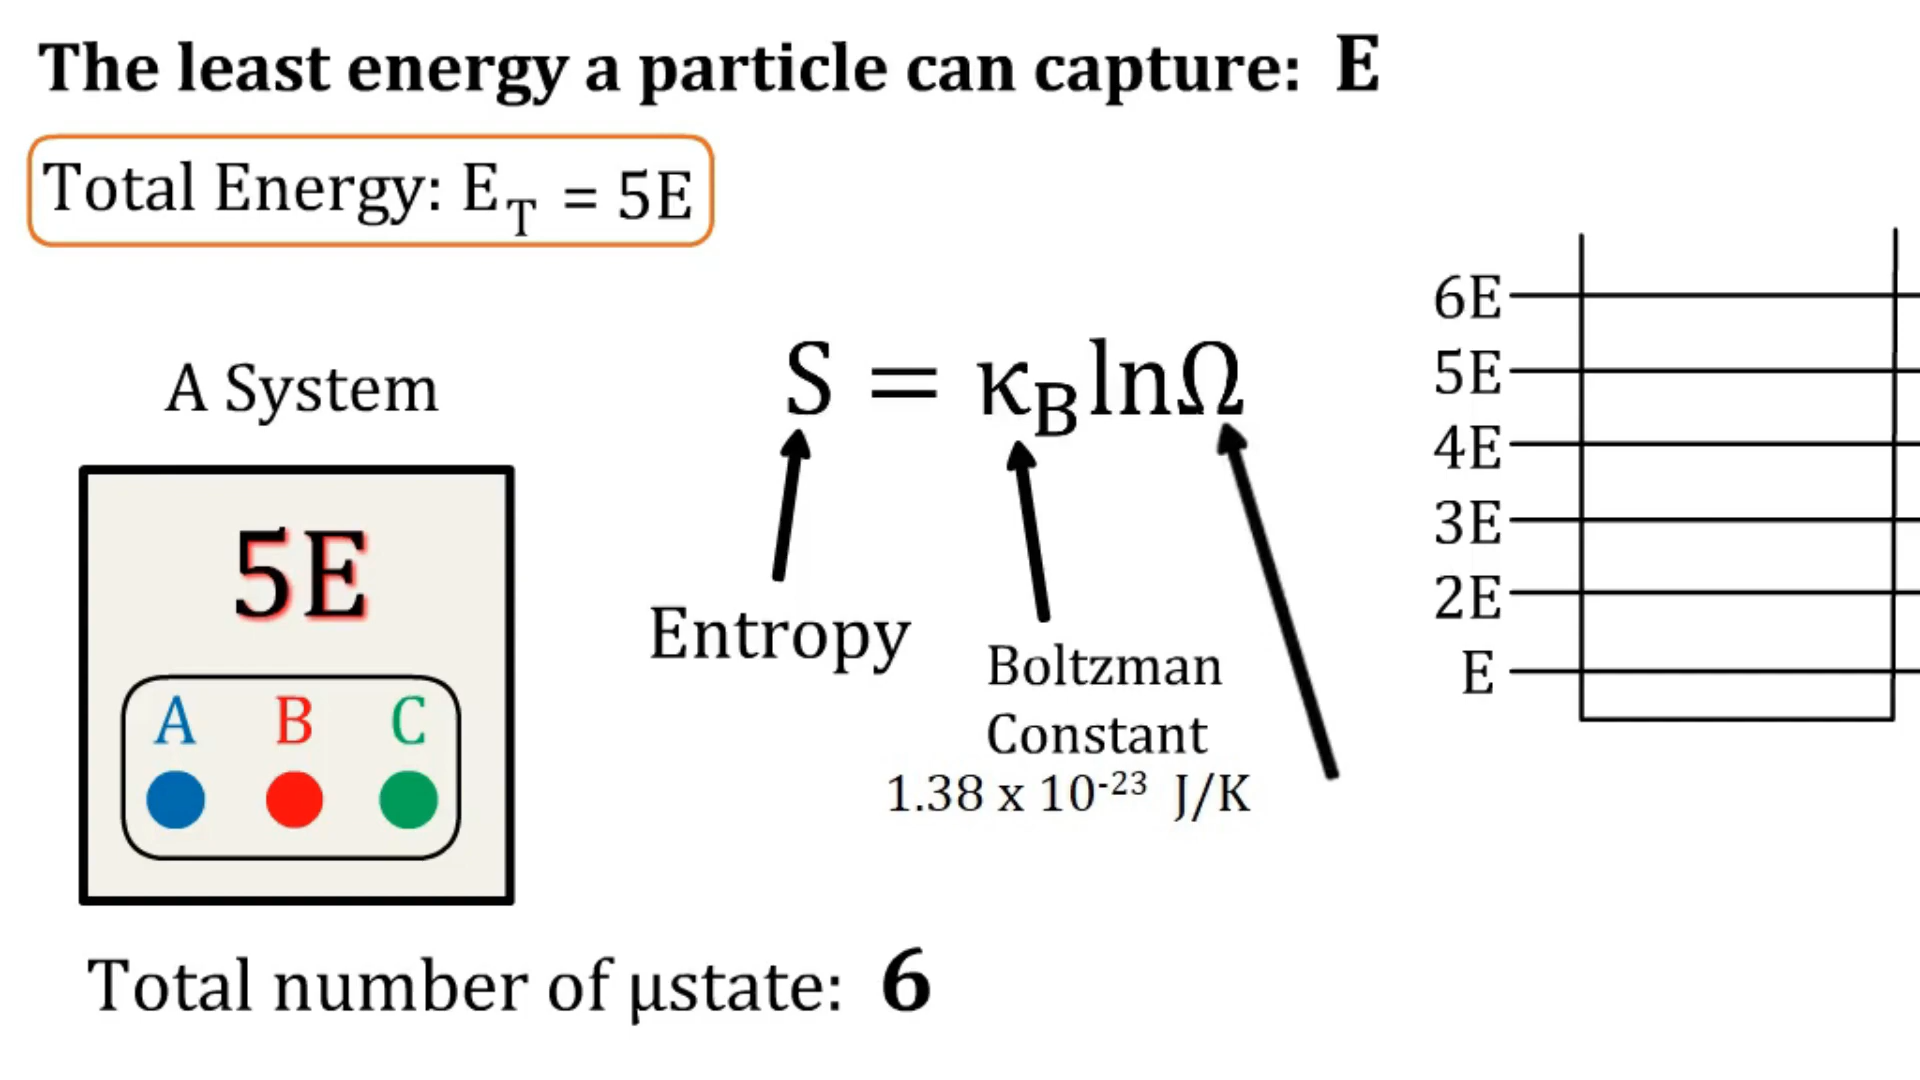 The least energy a particle can capture: E
Total Energy: E_T = 5E
A System
5E
A B C
S = κ_B lnΩ
Entropy
Boltzman
Constant
1.38 x 10⁻²³ J/K
6E
5E
4E
3E
2E
E
Total number of µstate: 6